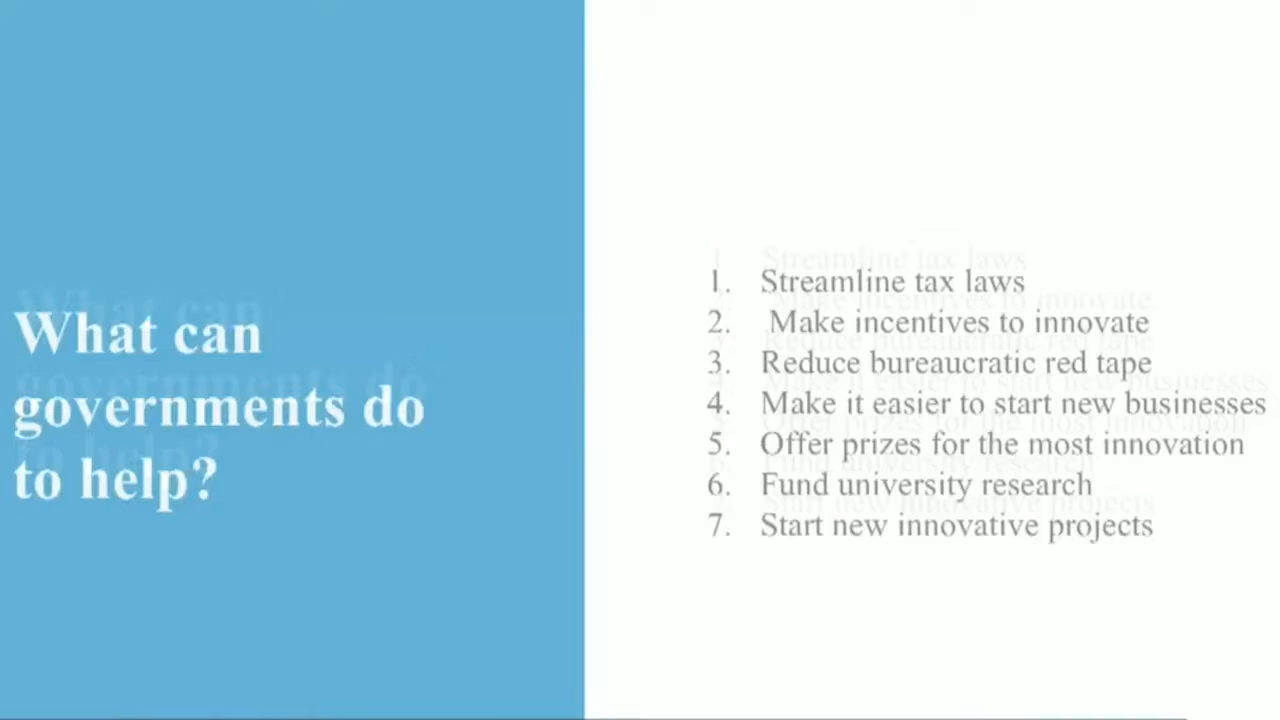 What can
governments do
to help?
1. Streamline tax laws
2. Make incentives to innovate
3. Reduce bureaucratic red tape
4. Make it easier to start new businesses
5. Offer prizes for the most innovation
6. Fund university research
7. Start new innovative projects